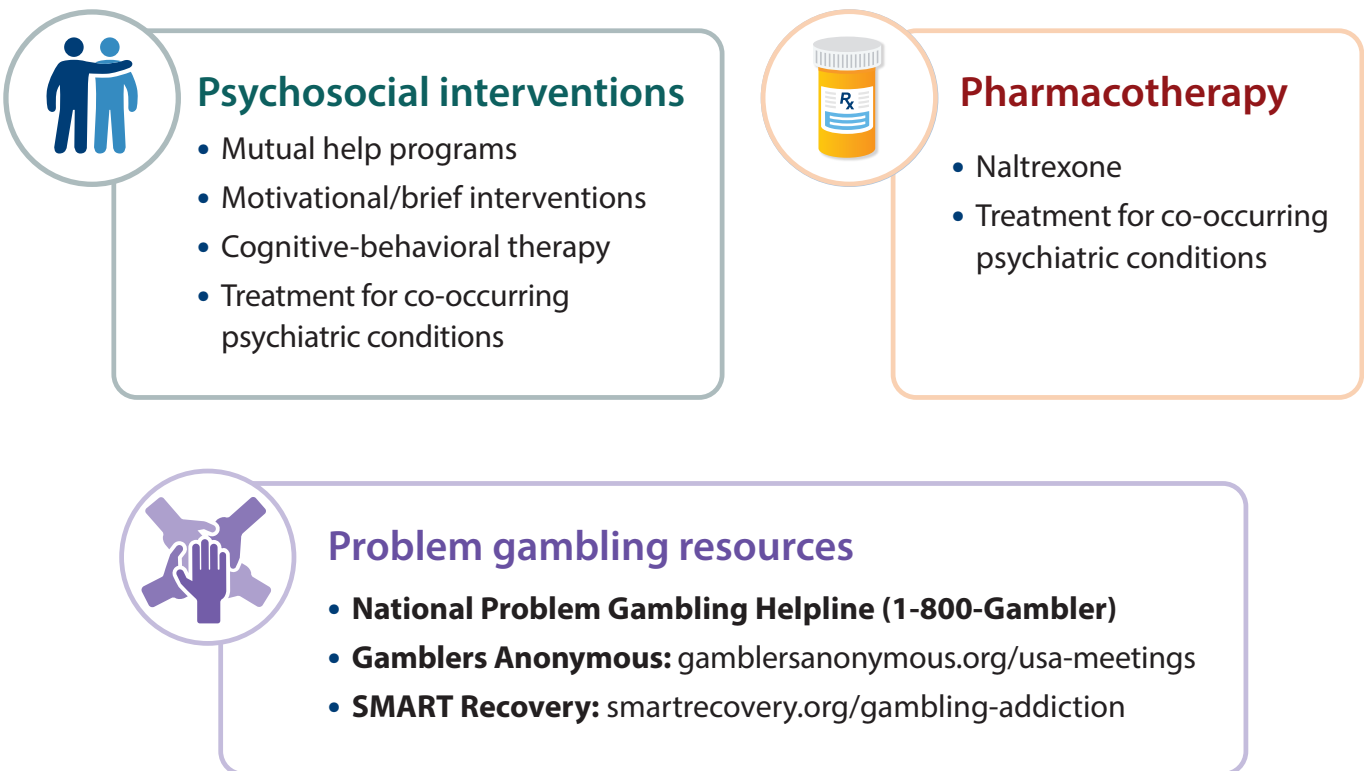 Psychosocial interventions
• Mutual help programs
• Motivational/brief interventions
• Cognitive-behavioral therapy
• Treatment for co-occurring
psychiatric conditions
Rx
Pharmacotherapy
• Naltrexone
• Treatment for co-occurring
psychiatric conditions
Problem gambling resources
• National Problem Gambling Helpline (1-800-Gambler)
• Gamblers Anonymous: gamblersanonymous.org/usa-meetings
• SMART Recovery: smartrecovery.org/gambling-addiction